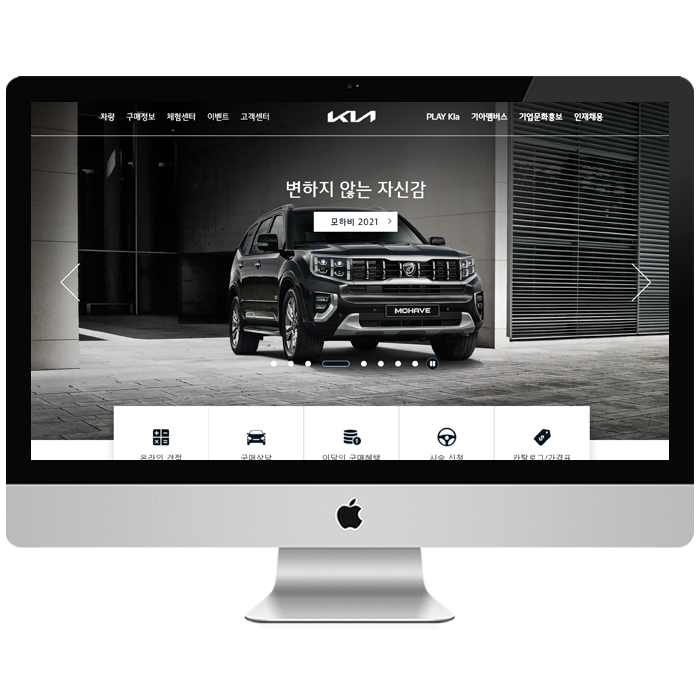 차량 구매정보 체험센터 이벤트 고객센터 KIA PLAY Kia 기아멤버스 기업문화홍보 인재채용
변하지 않는 자신감
모하비 2021 >
MOHAVE
온라인 견적 구매상담 이달의 구매혜택 시승 신청 카탈로그/가격표